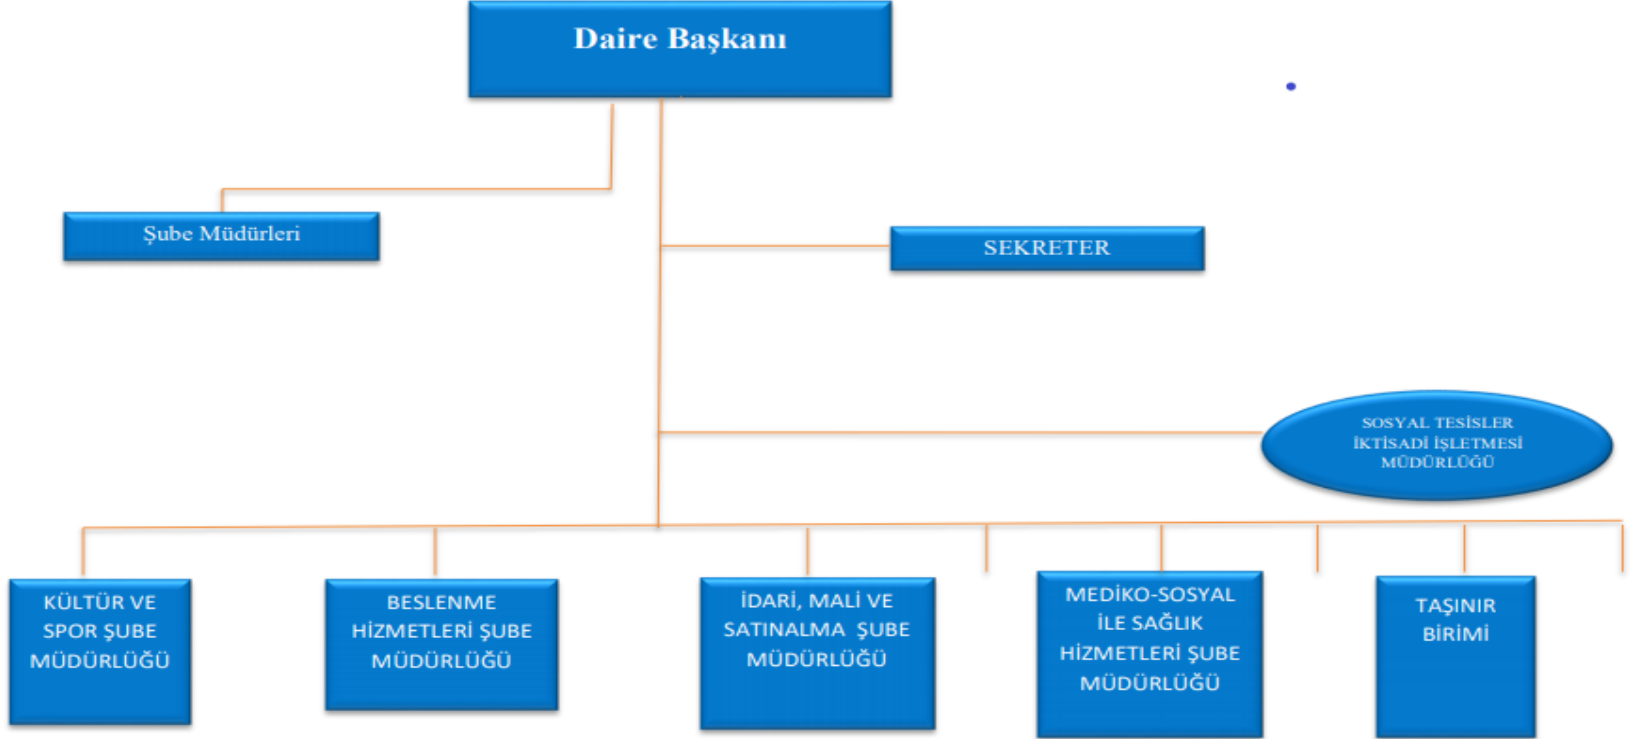 Daire Başkanı
Şube Müdürleri
SEKRETER
SOSYAL TESİSLER
İKTİSADİ İŞLETMESİ
MÜDÜRLÜĞÜ
KÜLTÜR VE
SPOR ŞUBE
MÜDÜRLÜĞÜ
BESLENME
HİZMETLERİ ŞUBE
MÜDÜRLÜĞÜ
İDARİ, MALİ VE
SATINALMA ŞUBE
MÜDÜRLÜĞÜ
MEDİKO-SOSYAL
İLE SAĞLIK
HİZMETLERİ ŞUBE
MÜDÜRLÜĞÜ
TAŞINIR
BİRİMİ